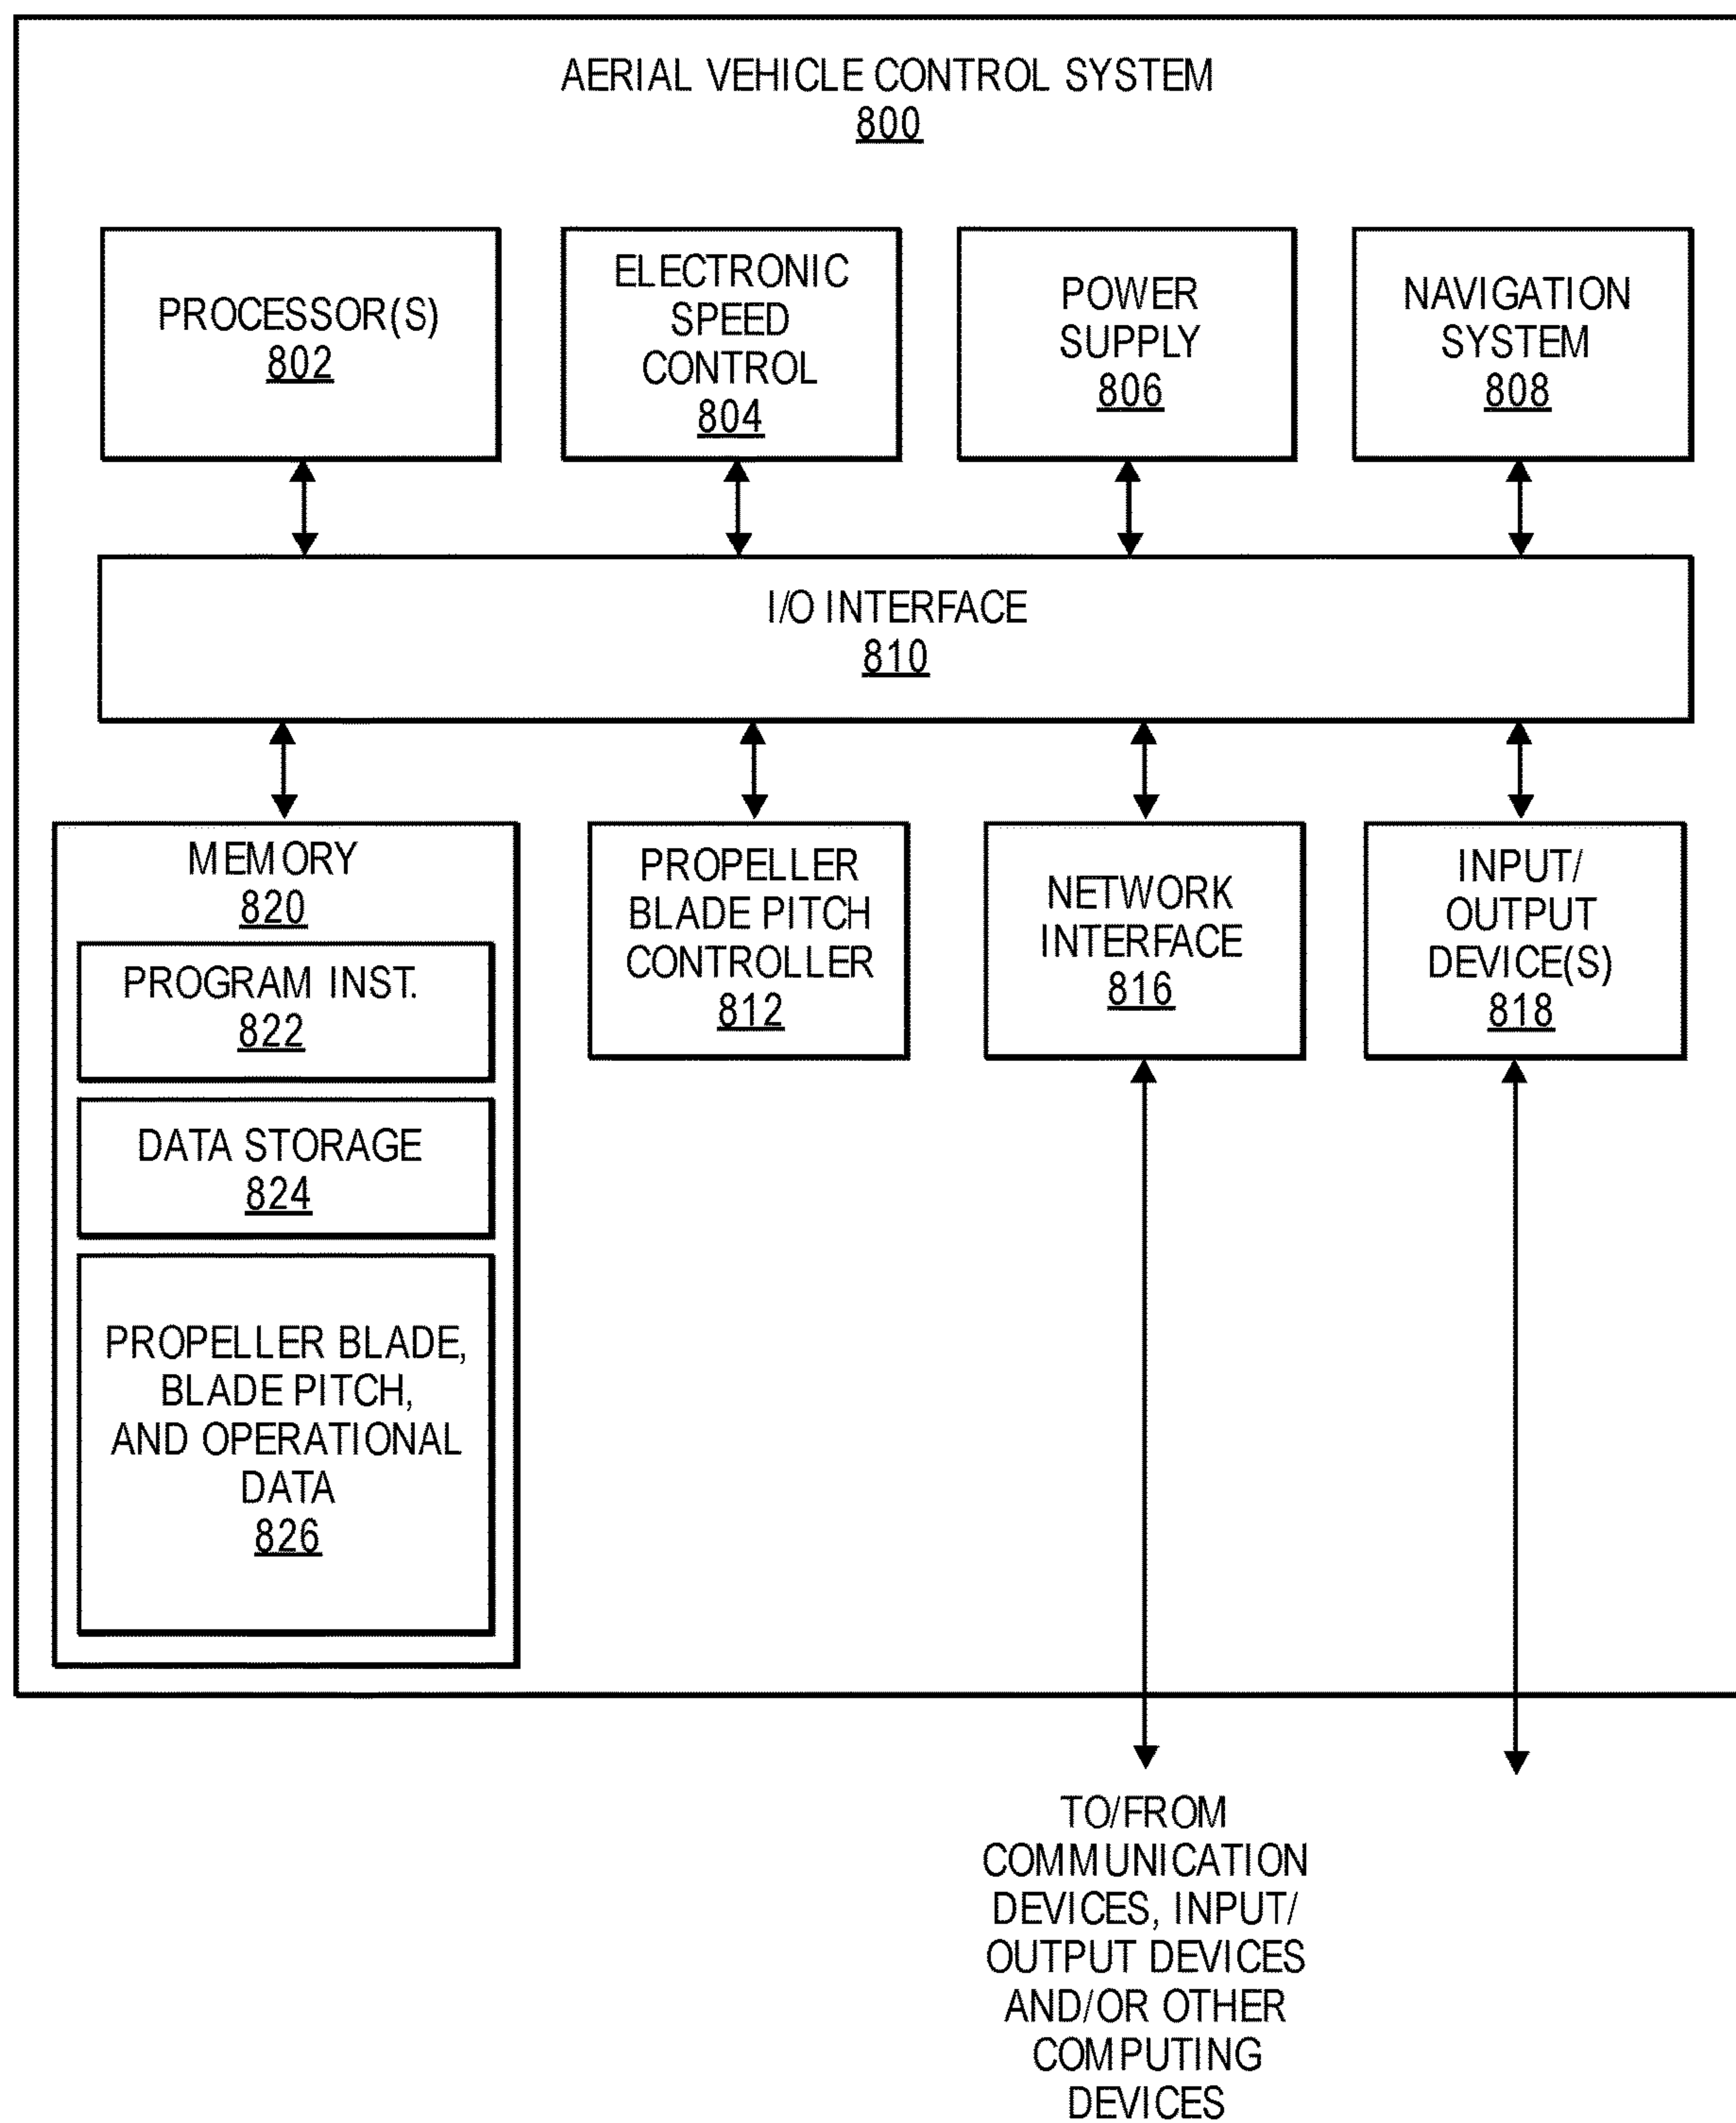 AERIAL VEHICLE CONTROL SYSTEM
800
PROCESSOR(S)
802
ELECTRONIC
SPEED
CONTROL
804
POWER
SUPPLY
806
NAVIGATION
SYSTEM
808
I/O INTERFACE
810
MEMORY
820
PROGRAM INST.
822
DATA STORAGE
824
PROPELLER BLADE,
BLADE PITCH,
AND OPERATIONAL
DATA
826
PROPELLER
BLADE PITCH
CONTROLLER
812
NETWORK
INTERFACE
816
INPUT/
OUTPUT
DEVICE(S)
818
TO/FROM
COMMUNICATION
DEVICES, INPUT/
OUTPUT DEVICES
AND/OR OTHER
COMPUTING
DEVICES